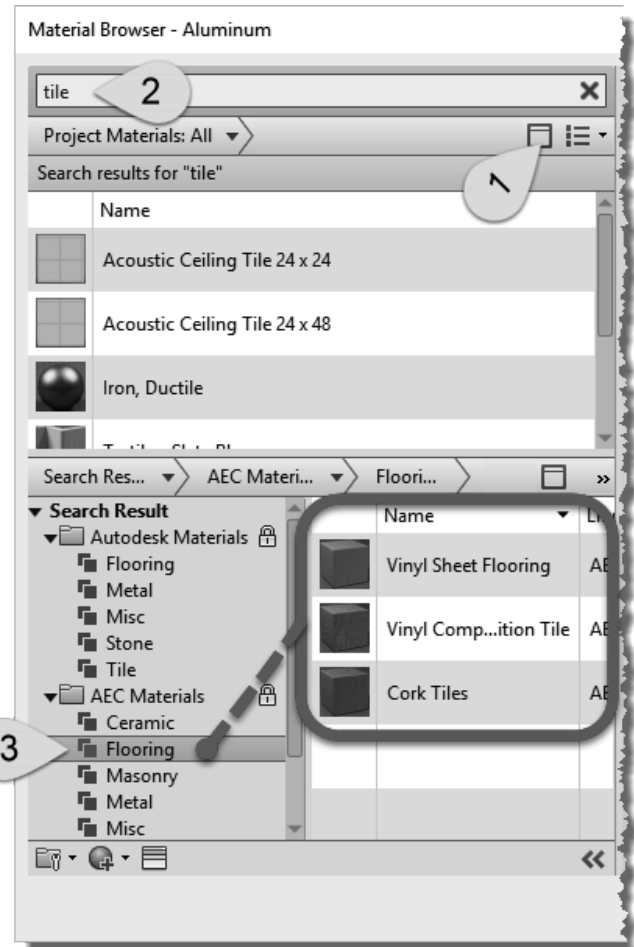 Material Browser - Aluminum
tile
2
Project Materials: All
1
Search results for "tile"
Name
Acoustic Ceiling Tile 24 x 24
Acoustic Ceiling Tile 24 x 48
Iron, Ductile
Search Res...
AEC Materi...
Floori...
»
Search Result
Autodesk Materials
Flooring
Metal
Misc
Stone
Tile
AEC Materials
Ceramic
3
Flooring
Masonry
Metal
Misc
Name
Vinyl Sheet Flooring
Vinyl Comp...ition Tile
Cork Tiles